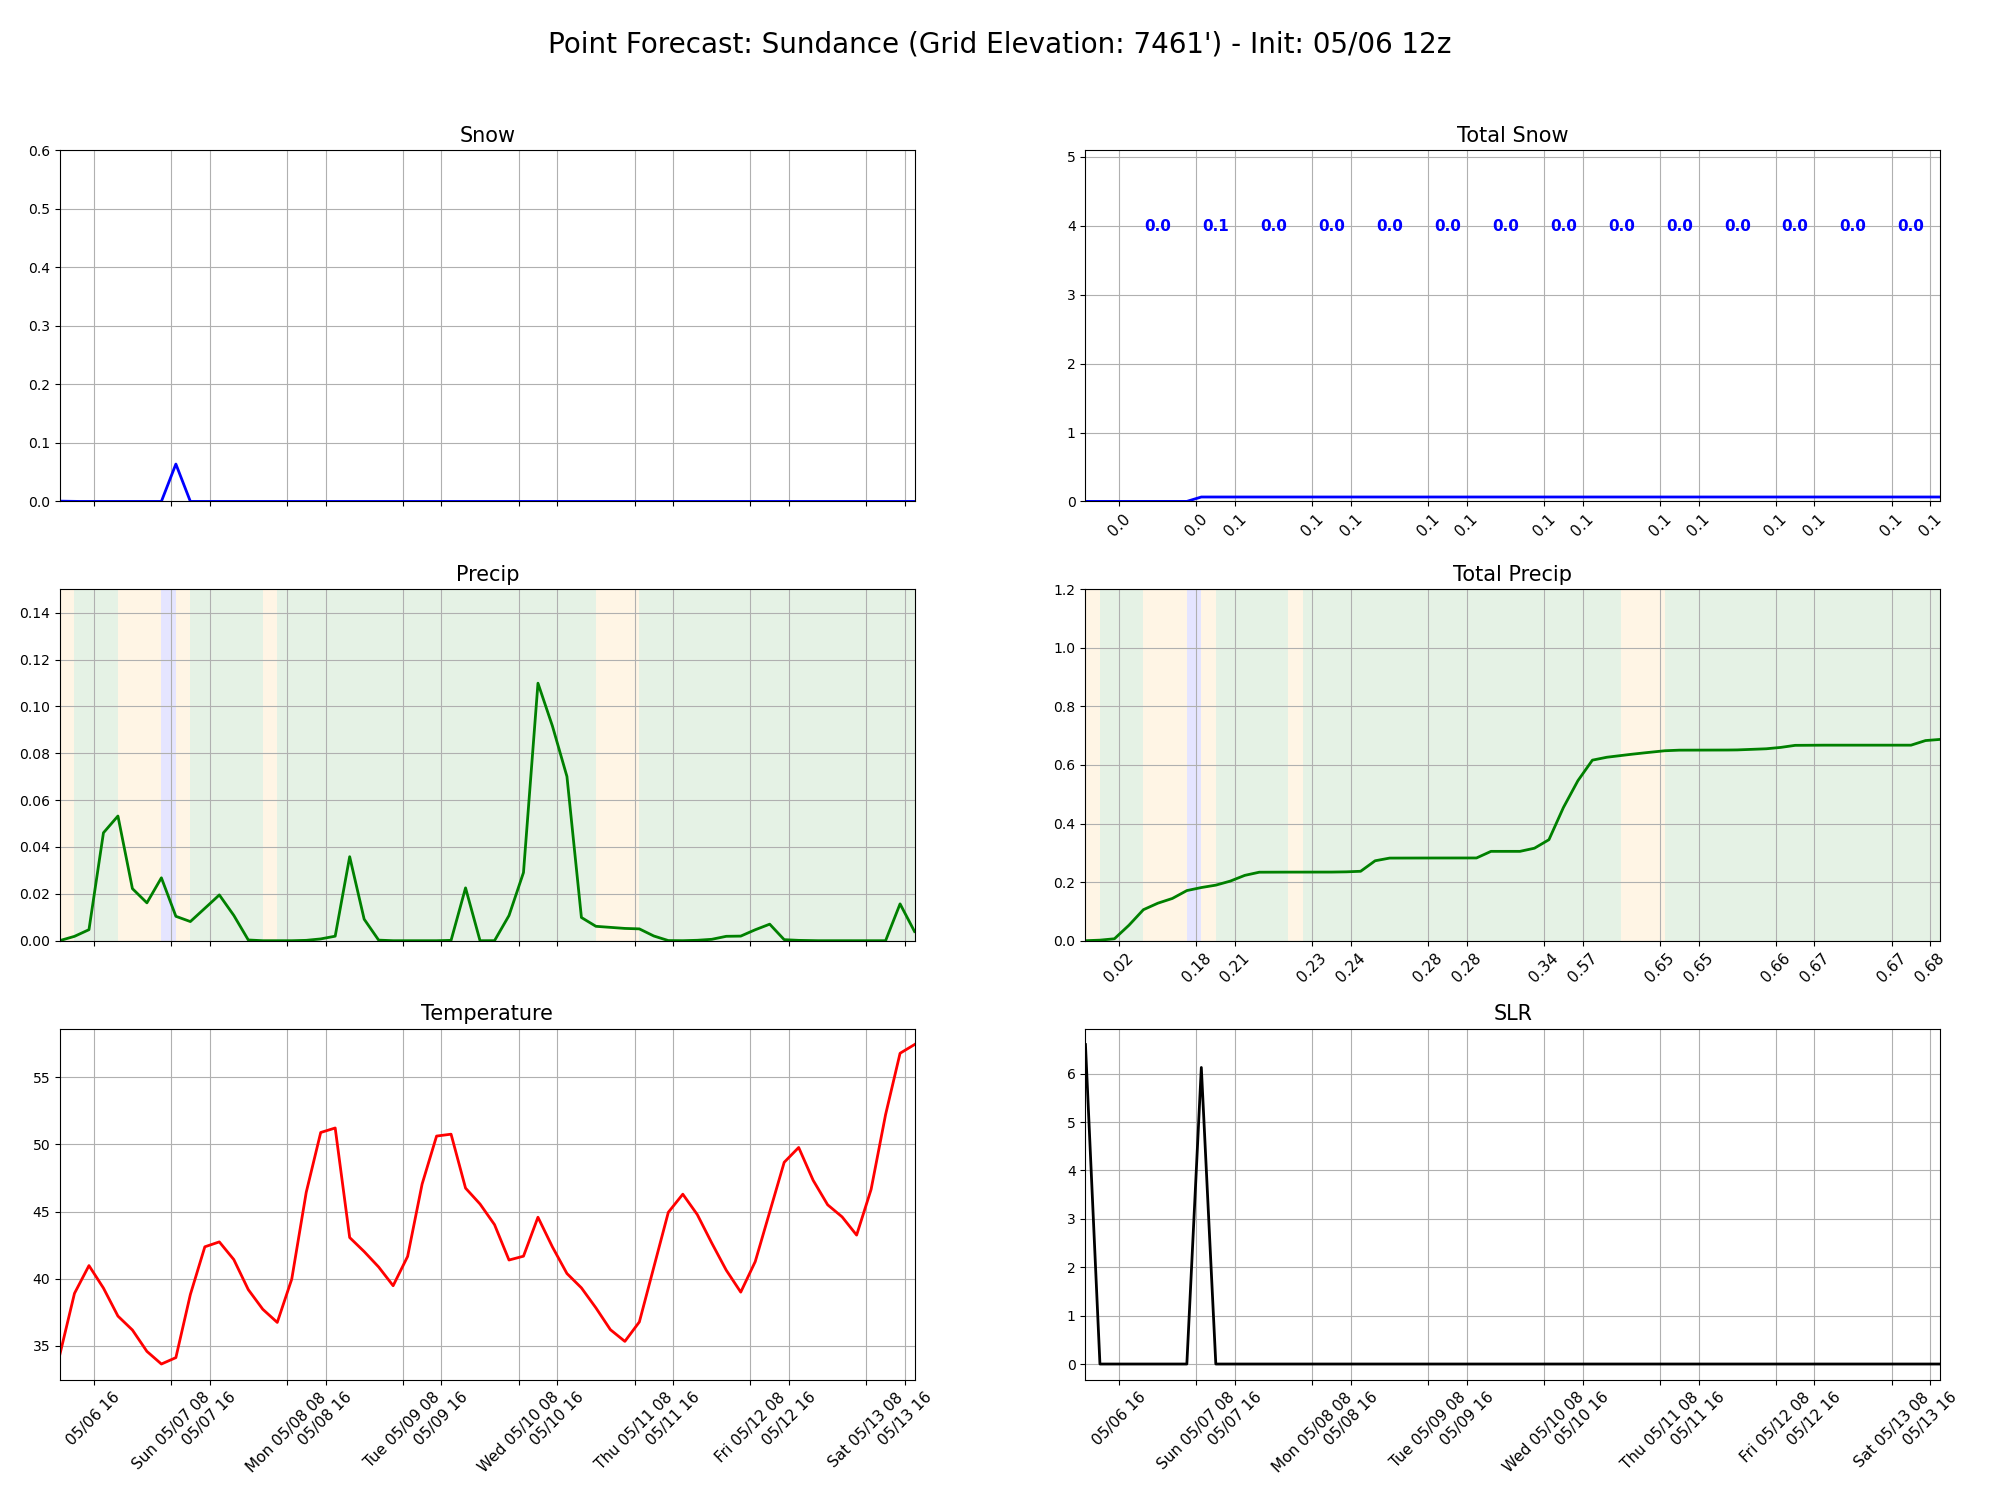 Point Forecast: Sundance (Grid Elevation: 7461') - Init: 05/06 12z
Snow
0.6
0.5
0.4
0.3
0.2
0.1
0.0
Total Snow
5
4
3
2
1
0
0.0 0.1 0.0 0.0 0.0 0.0 0.0 0.0 0.0 0.0 0.0 0.0 0.0 0.0
0.0 0.0 0.1 0.1 0.1 0.1 0.1 0.1 0.1 0.1 0.1 0.1 0.1 0.1 0.1
Precip
0.14
0.12
0.10
0.08
0.06
0.04
0.02
0.00
Total Precip
1.2
1.0
0.8
0.6
0.4
0.2
0.0
0.02 0.18 0.21 0.23 0.24 0.28 0.28 0.34 0.57 0.65 0.65 0.66 0.67 0.67 0.68
Temperature
55
50
45
40
35
05/06 16
Sun 05/07 08
05/07 16
Mon 05/08 08
05/08 16
Tue 05/09 08
05/09 16
Wed 05/10 08
05/10 16
Thu 05/11 08
05/11 16
Fri 05/12 08
05/12 16
Sat 05/13 08
05/13 16
SLR
6
5
4
3
2
1
0
05/06 16
Sun 05/07 08
05/07 16
Mon 05/08 08
05/08 16
Tue 05/09 08
05/09 16
Wed 05/10 08
05/10 16
Thu 05/11 08
05/11 16
Fri 05/12 08
05/12 16
Sat 05/13 08
05/13 16